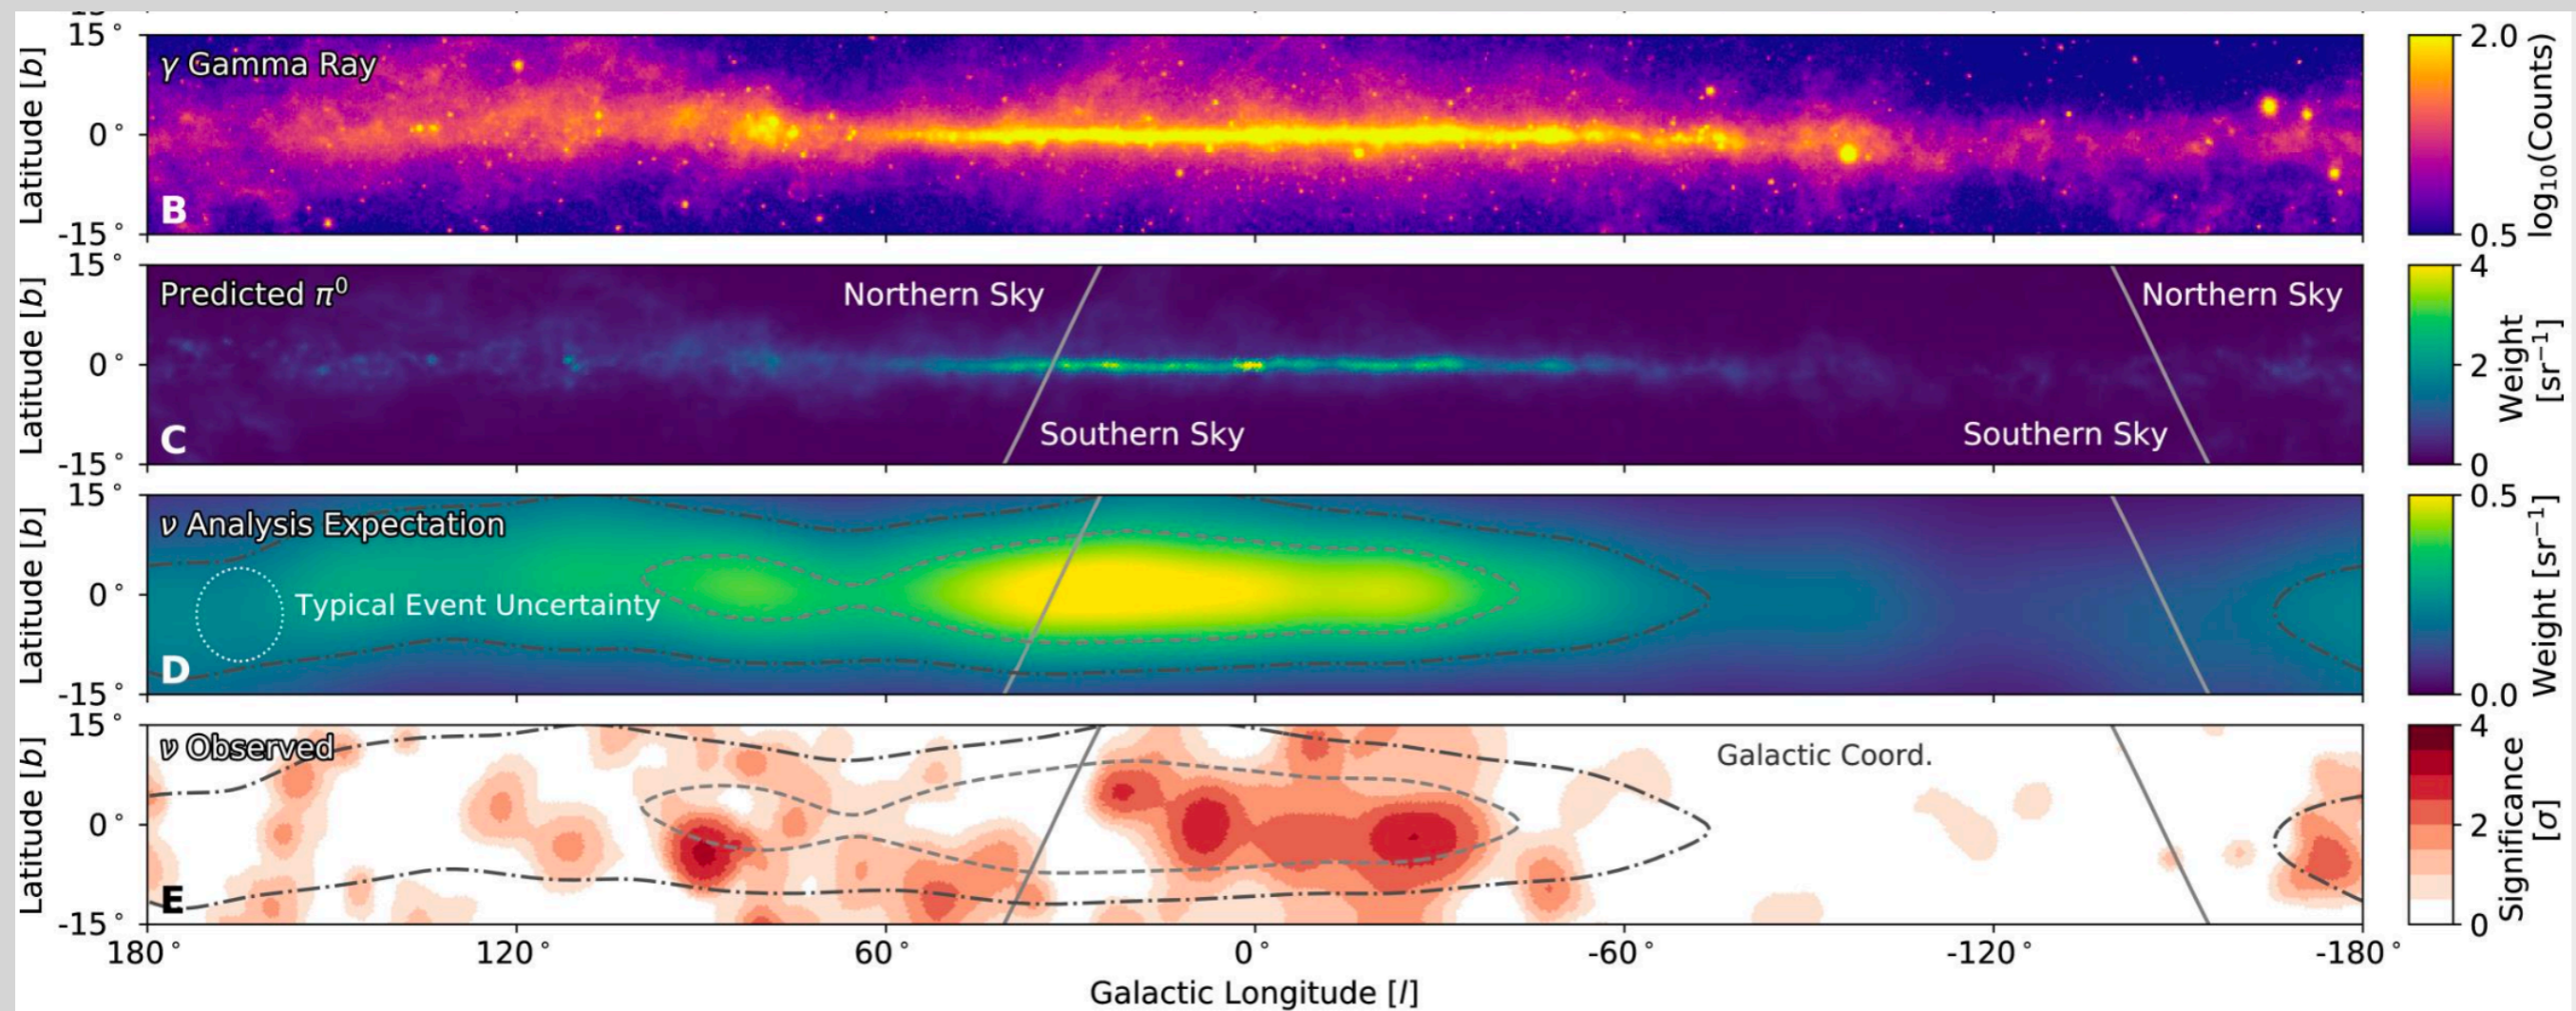 15°
γ Gamma Ray
Latitude [b]
0°
B
-15°
2.0
log10(Counts)
0.5
15°
Predicted π⁰
Northern Sky
Northern Sky
Latitude [b]
0°
Southern Sky
Southern Sky
C
-15°
4
Weight
[sr⁻¹]
2
0
15°
ν Analysis Expectation
Latitude [b]
0°
Typical Event Uncertainty
D
-15°
0.5
Weight [sr⁻¹]
0.0
15°
ν Observed
Galactic Coord.
Latitude [b]
0°
E
-15°
4
Significance
[σ]
2
0
180°
120°
60°
0°
-60°
-120°
-180°
Galactic Longitude [l]